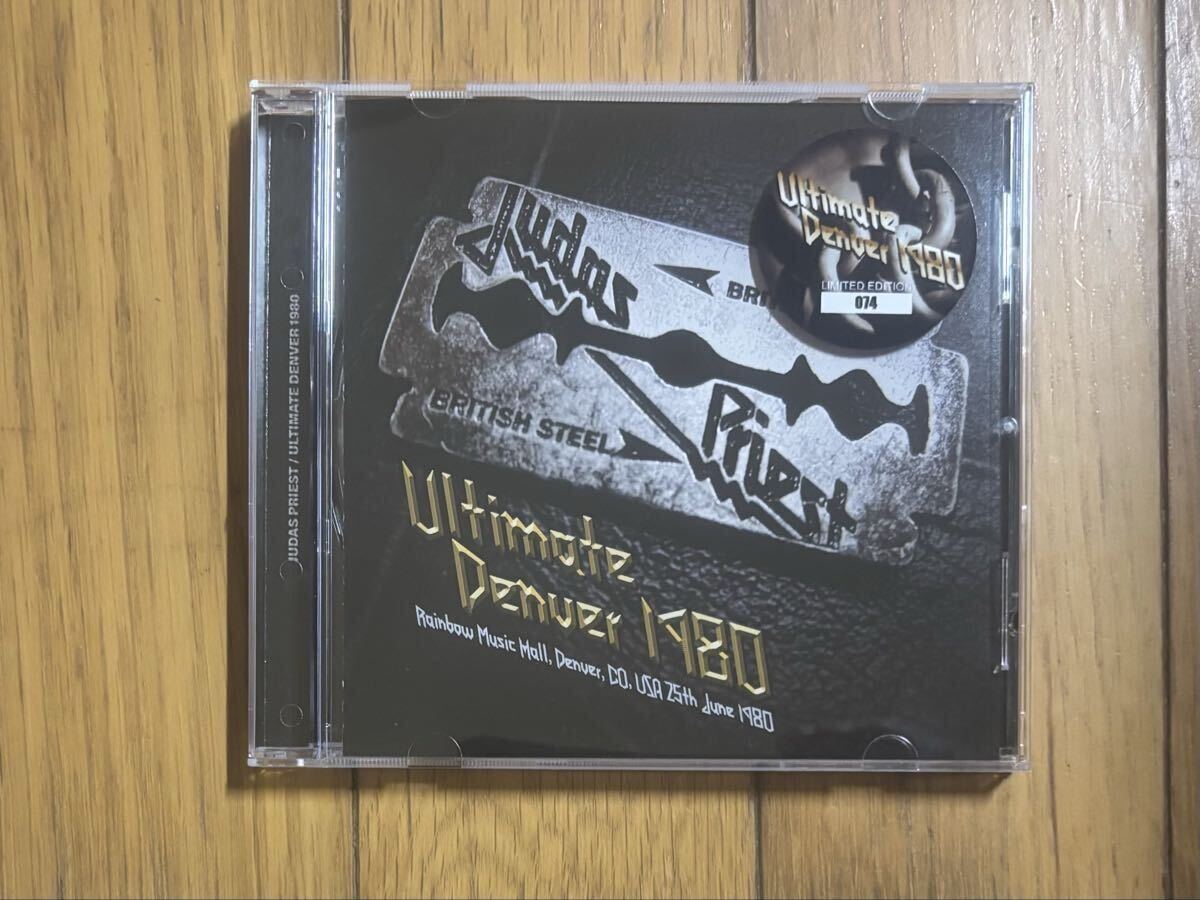 JUDAS PRIEST / ULTIMATE DENVER 1980
Judas
Priest
BRI
BRITISH STEEL
Ultimate
Denver 1980
LIMITED EDITION
074
Ultimate
Denver 1980
Rainbow Music Hall, Denver, CO, USA 25th June 1980